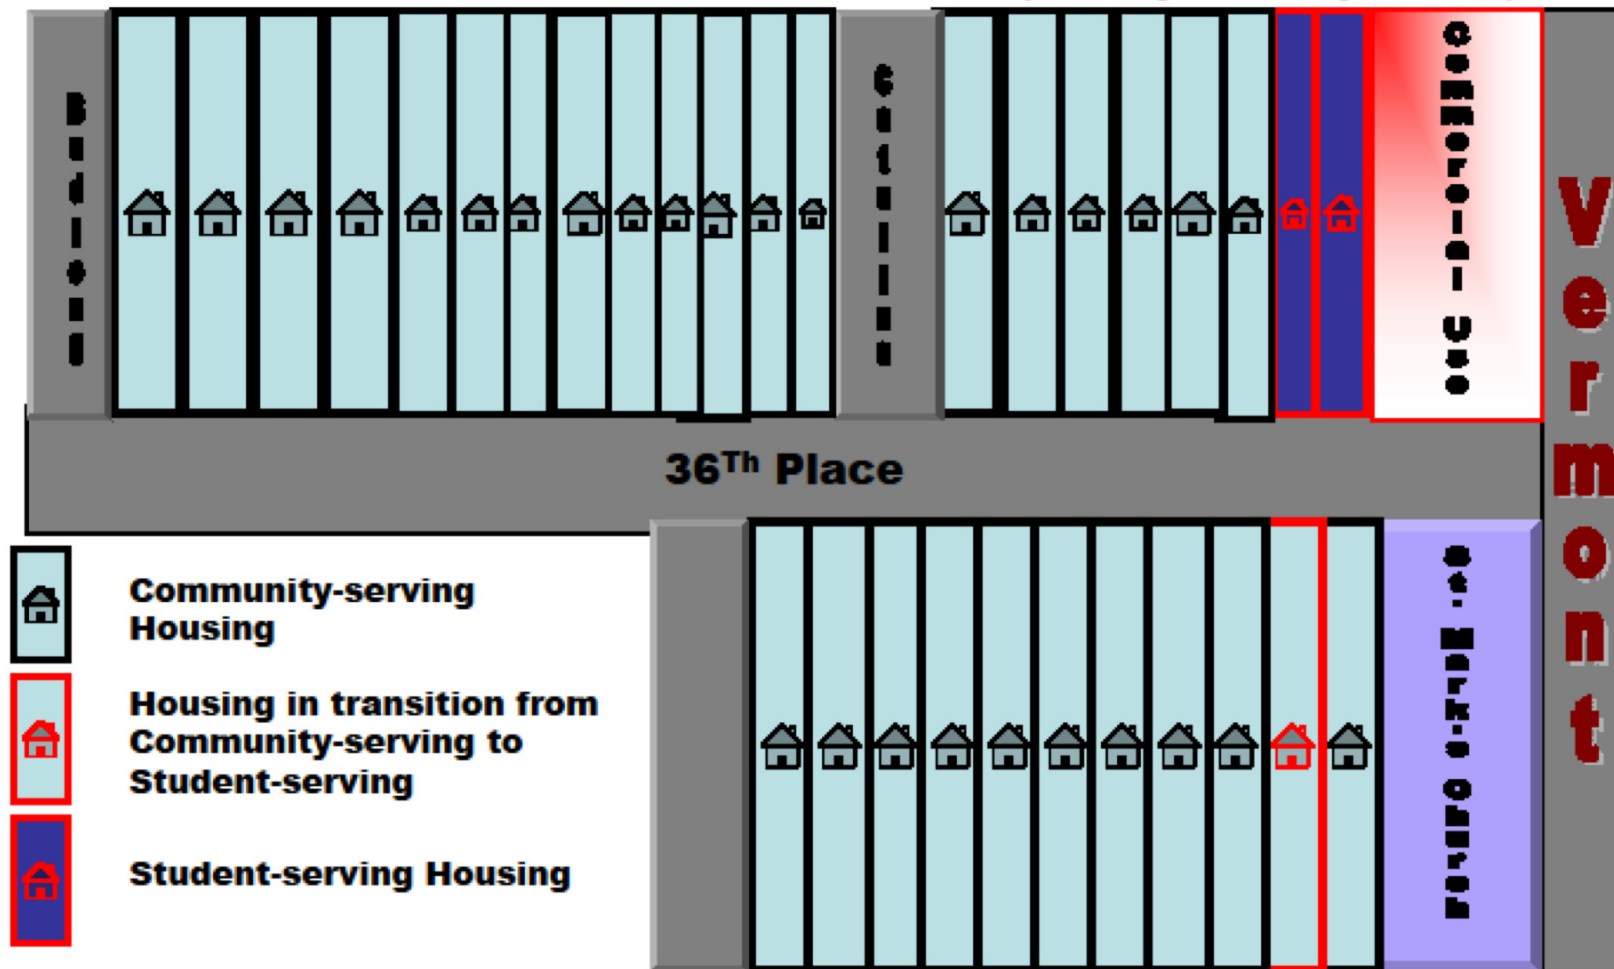 Budlong
Catalina
Commercial Use
Vermont
36Th Place
St. Mark's
Community-serving
Housing
Housing in transition from
Community-serving to
Student-serving
Student-serving Housing